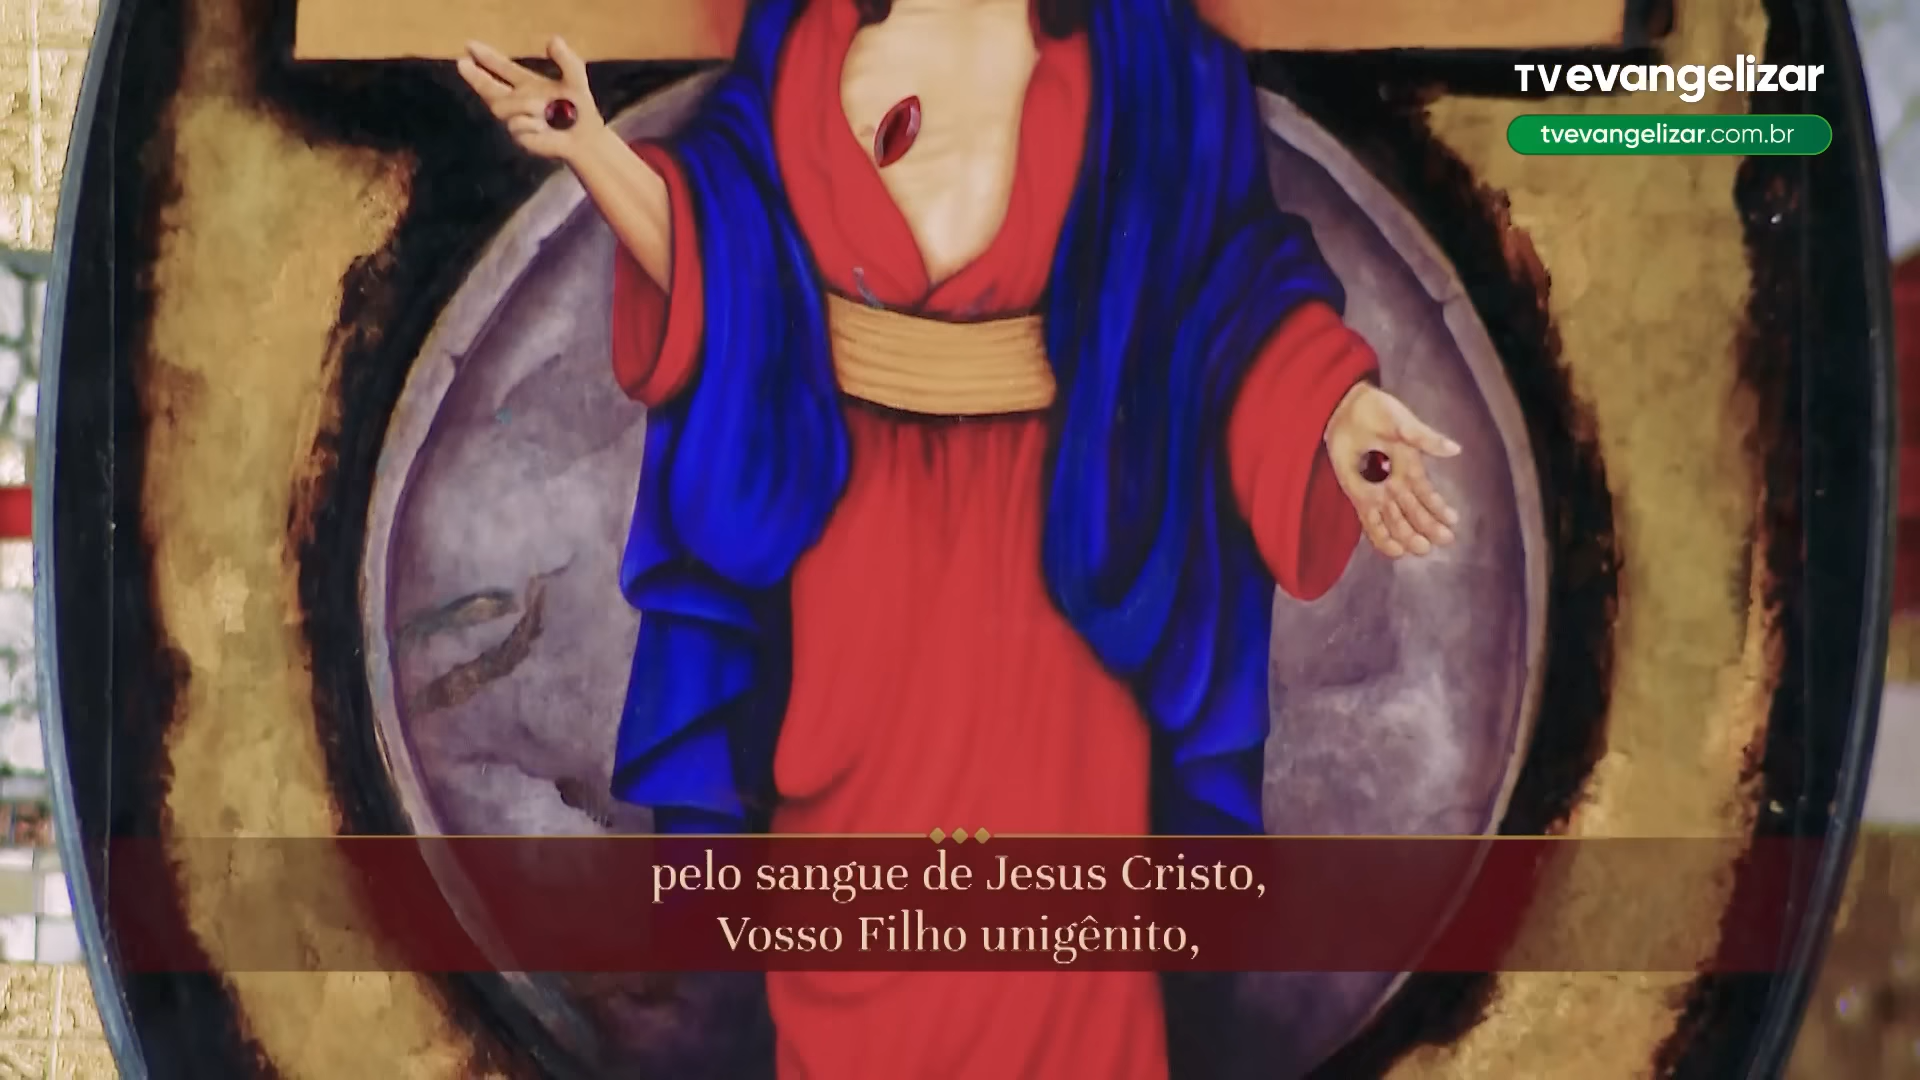 TVevangelizar
tvevangelizar.com.br
pelo sangue de Jesus Cristo,
Vosso Filho unigênito,